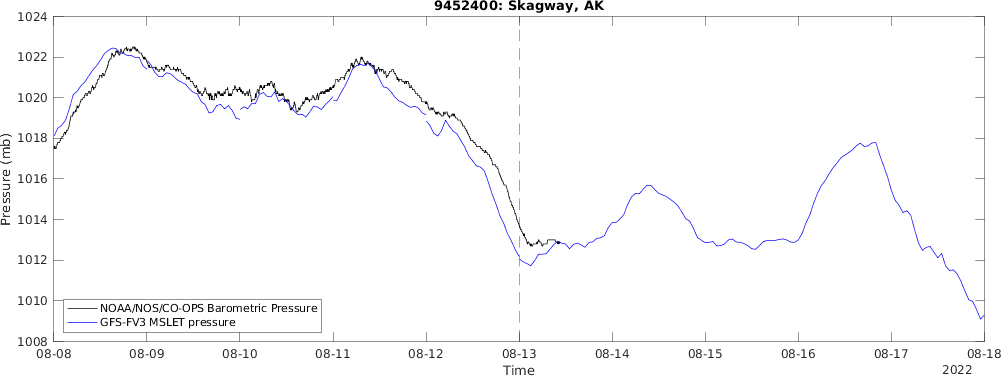 9452400: Skagway, AK
Pressure (mb)
1024
1022
1020
1018
1016
1014
1012
1010
1008
NOAA/NOS/CO-OPS Barometric Pressure
GFS-FV3 MSLET pressure
08-08 08-09 08-10 08-11 08-12 08-13 08-14 08-15 08-16 08-17 08-18
Time
2022